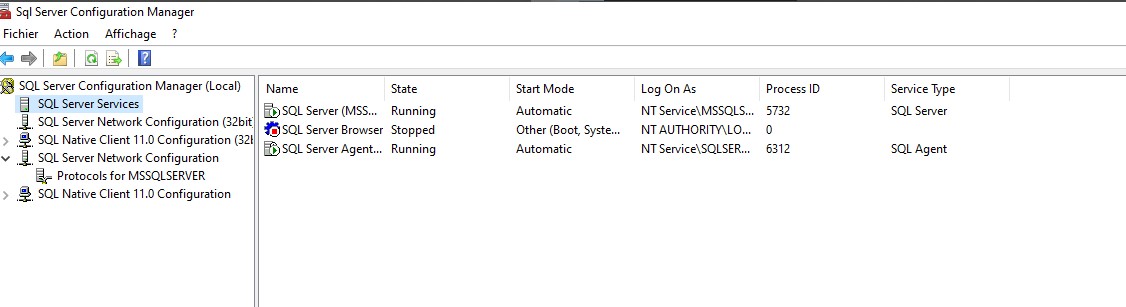 Sql Server Configuration Manager
Fichier Action Affichage ?
SQL Server Configuration Manager (Local)
SQL Server Services
SQL Server Network Configuration (32bit
SQL Native Client 11.0 Configuration (32l
SQL Server Network Configuration
Protocols for MSSQLSERVER
SQL Native Client 11.0 Configuration
Name State Start Mode Log On As Process ID Service Type
SQL Server (MSS... Running Automatic NT Service\MSSQLS... 5732 SQL Server
SQL Server Browser Stopped Other (Boot, Syste... NT AUTHORITY\LO... 0
SQL Server Agent... Running Automatic NT Service\SQLSER... 6312 SQL Agent